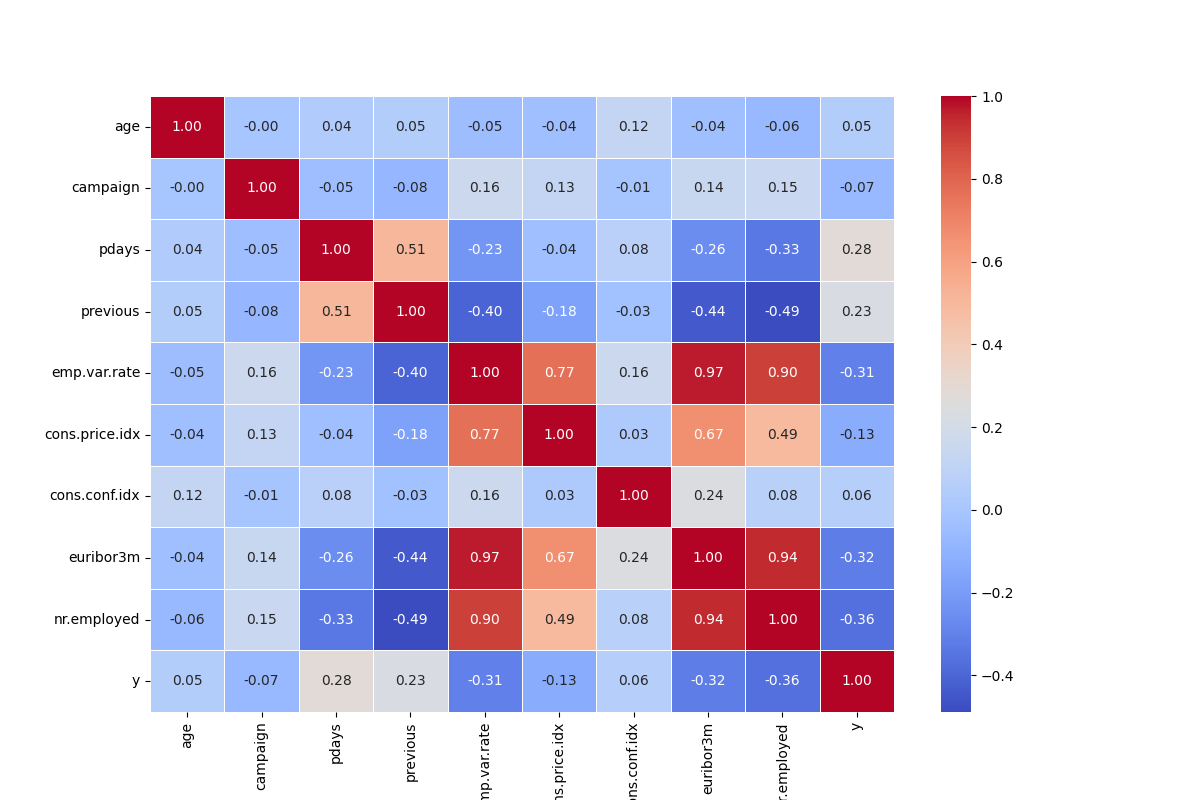 age 1.00 -0.00 0.04 0.05 -0.05 -0.04 0.12 -0.04 -0.06 0.05
campaign -0.00 1.00 -0.05 -0.08 0.16 0.13 -0.01 0.14 0.15 -0.07
pdays 0.04 -0.05 1.00 0.51 -0.23 -0.04 0.08 -0.26 -0.33 0.28
previous 0.05 -0.08 0.51 1.00 -0.40 -0.18 -0.03 -0.44 -0.49 0.23
emp.var.rate -0.05 0.16 -0.23 -0.40 1.00 0.77 0.16 0.97 0.90 -0.31
cons.price.idx -0.04 0.13 -0.04 -0.18 0.77 1.00 0.03 0.67 0.49 -0.13
cons.conf.idx 0.12 -0.01 0.08 -0.03 0.16 0.03 1.00 0.24 0.08 0.06
euribor3m -0.04 0.14 -0.26 -0.44 0.97 0.67 0.24 1.00 0.94 -0.32
nr.employed -0.06 0.15 -0.33 -0.49 0.90 0.49 0.08 0.94 1.00 -0.36
y 0.05 -0.07 0.28 0.23 -0.31 -0.13 0.06 -0.32 -0.36 1.00
age
campaign
pdays
previous
mp.var.rate
ns.price.idx
ons.conf.idx
euribor3m
r.employed
y
1.0
0.8
0.6
0.4
0.2
0.0
−0.2
−0.4